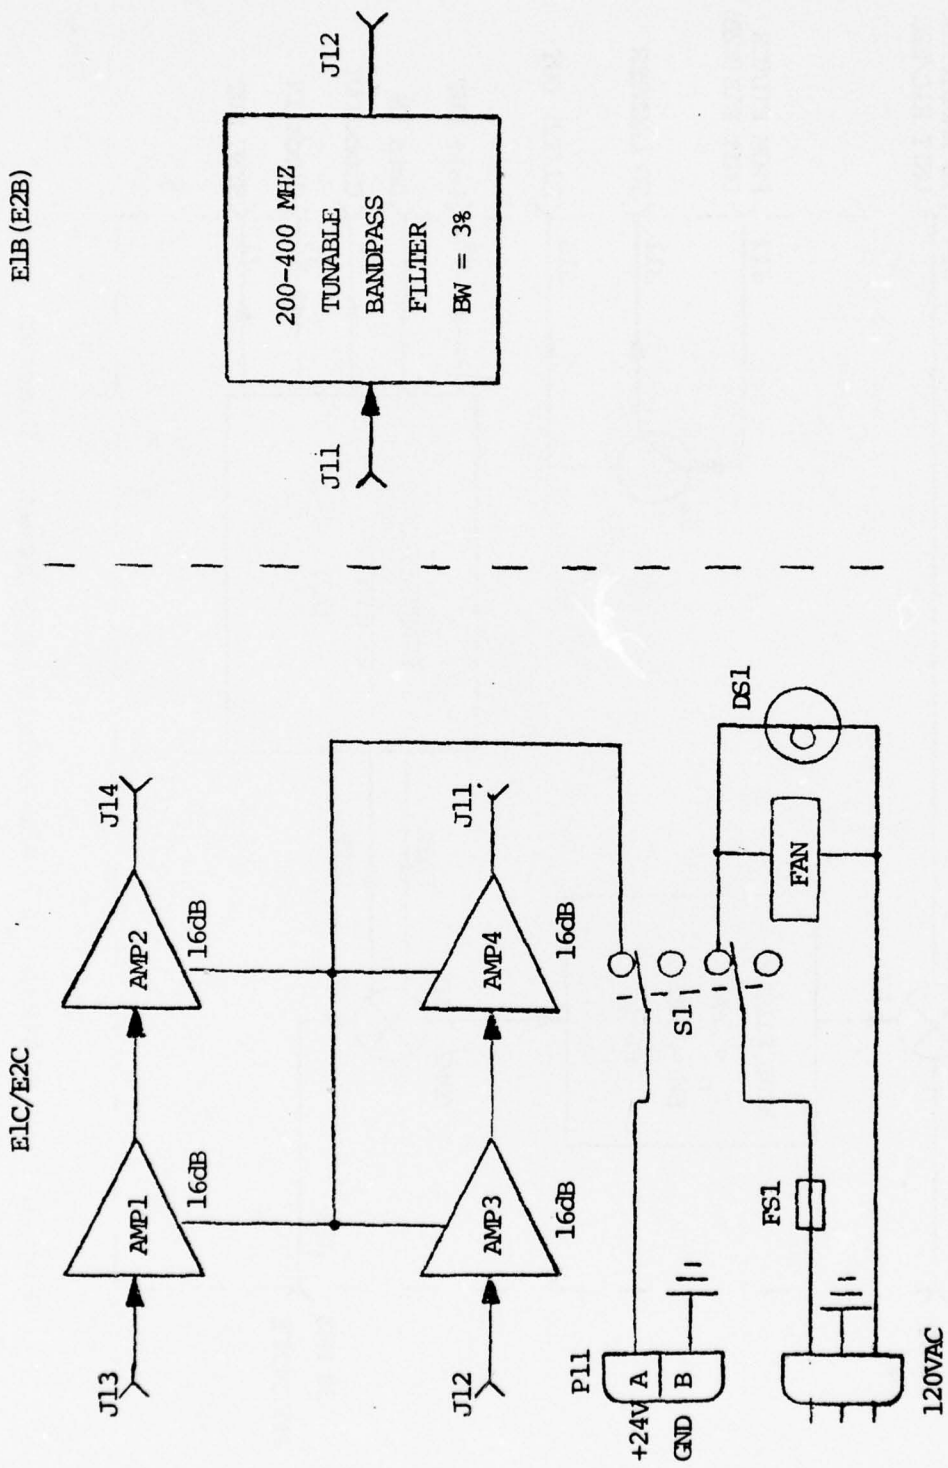 E1C/E2C
E1B(E2B)
J13
AMP1
16dB
AMP2
16dB
J14
J12
AMP3
16dB
AMP4
16dB
J11
J11
200-400 MHZ
TUNABLE
BANDPASS
FILTER
BW = 3%
J12
P11
+24V
A
GND
B
S1
DS1
FS1
FAN
120VAC